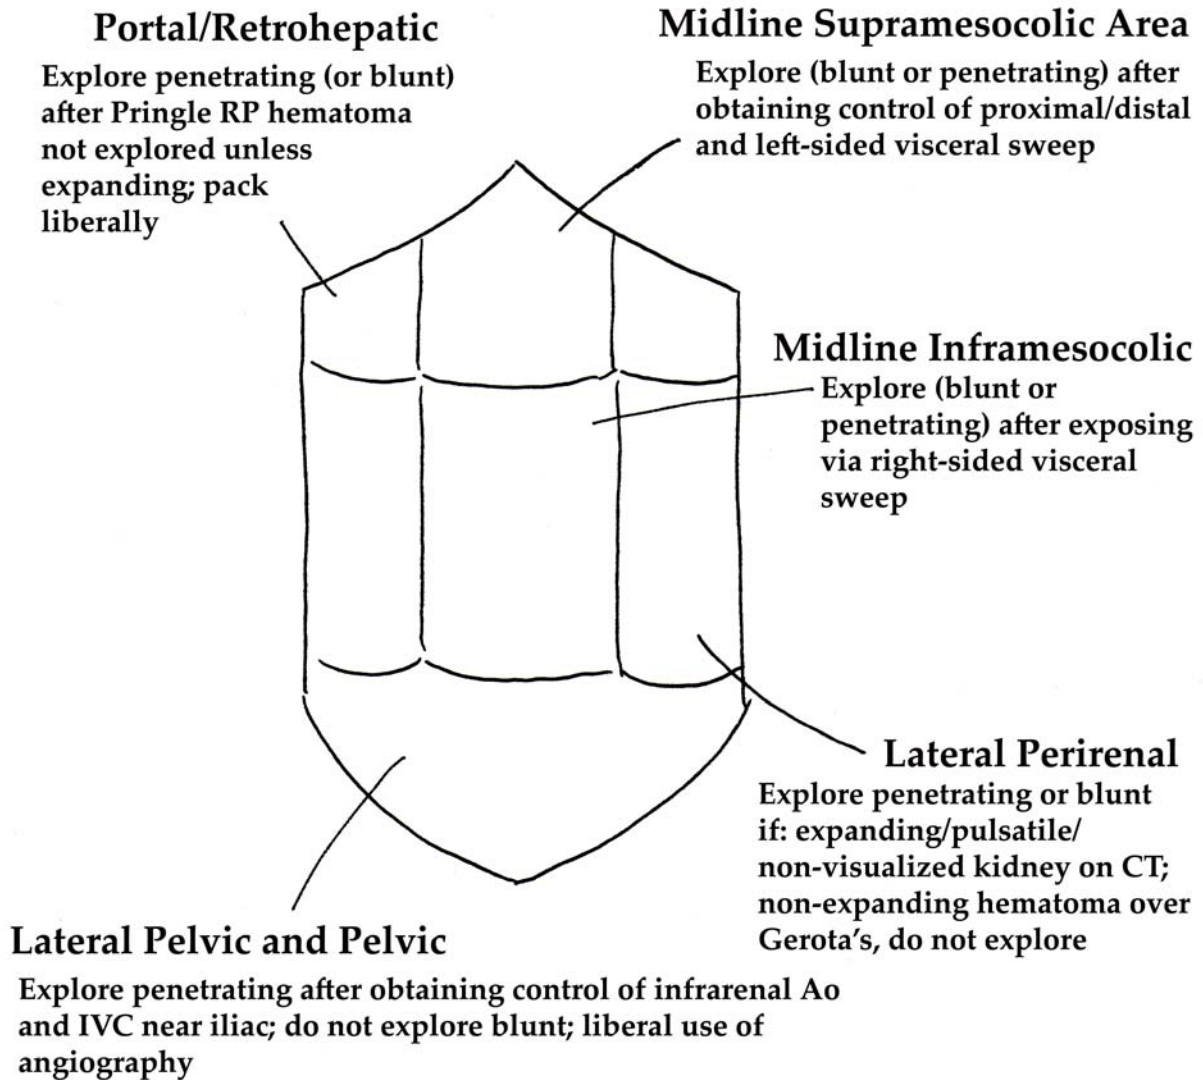 Portal/Retrohepatic
Explore penetrating (or blunt)
after Pringle RP hematoma
not explored unless
expanding; pack
liberally
Midline Supramesocolic Area
Explore (blunt or penetrating) after
obtaining control of proximal/distal
and left-sided visceral sweep
Midline Inframesocolic
Explore (blunt or
penetrating) after exposing
via right-sided visceral
sweep
Lateral Perirenal
Explore penetrating or blunt
if: expanding/pulsatile/
non-visualized kidney on CT;
non-expanding hematoma over
Gerota's, do not explore
Lateral Pelvic and Pelvic
Explore penetrating after obtaining control of infrarenal Ao
and IVC near iliac; do not explore blunt; liberal use of
angiography